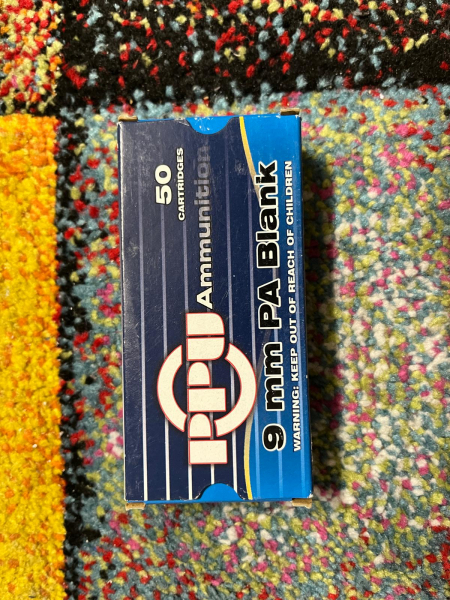 50
CARTRIDGES
PPU Ammunition
9 mm PA Blank
WARNING: KEEP OUT OF REACH OF CHILDREN